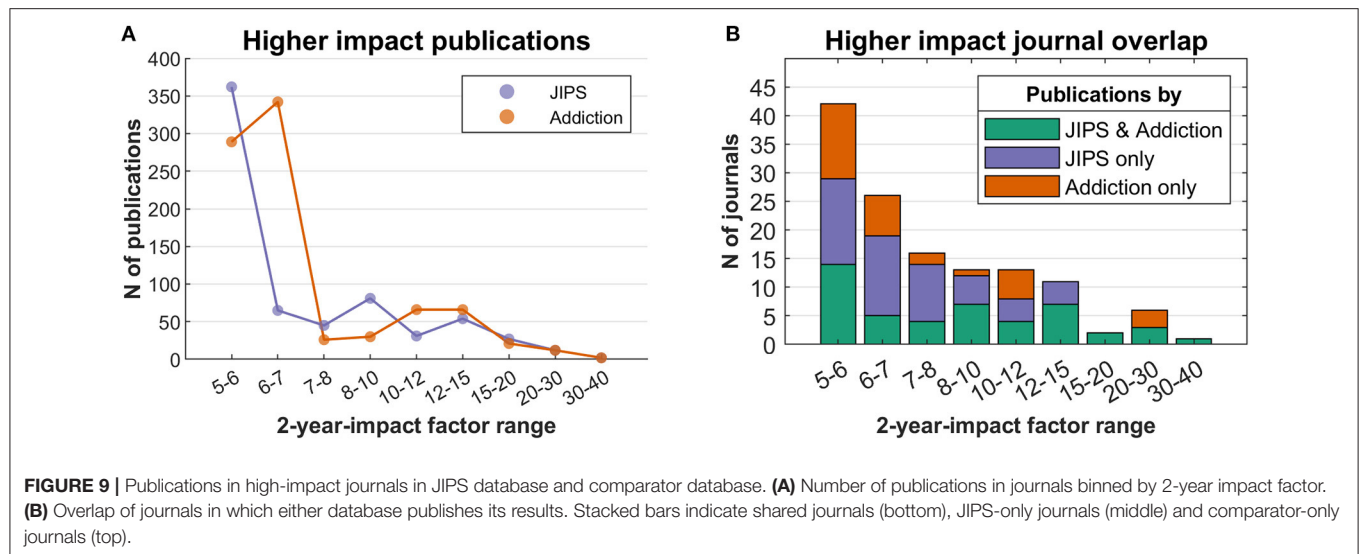 A
Higher impact publications
400
350
300
250
200
150
100
50
0
N of publications
JIPS
Addiction
5-6
6-7
7-8
8-10
10-12
12-15
15-20
20-30
30-40
2-year-impact factor range
B
Higher impact journal overlap
45
40
35
30
25
20
15
10
5
0
N of journals
Publications by
JIPS & Addiction
JIPS only
Addiction only
5-6
6-7
7-8
8-10
10-12
12-15
15-20
20-30
30-40
2-year-impact factor range
FIGURE 9 | Publications in high-impact journals in JIPS database and comparator database. (A) Number of publications in journals binned by 2-year impact factor.
(B) Overlap of journals in which either database publishes its results. Stacked bars indicate shared journals (bottom), JIPS-only journals (middle) and comparator-only
journals (top).